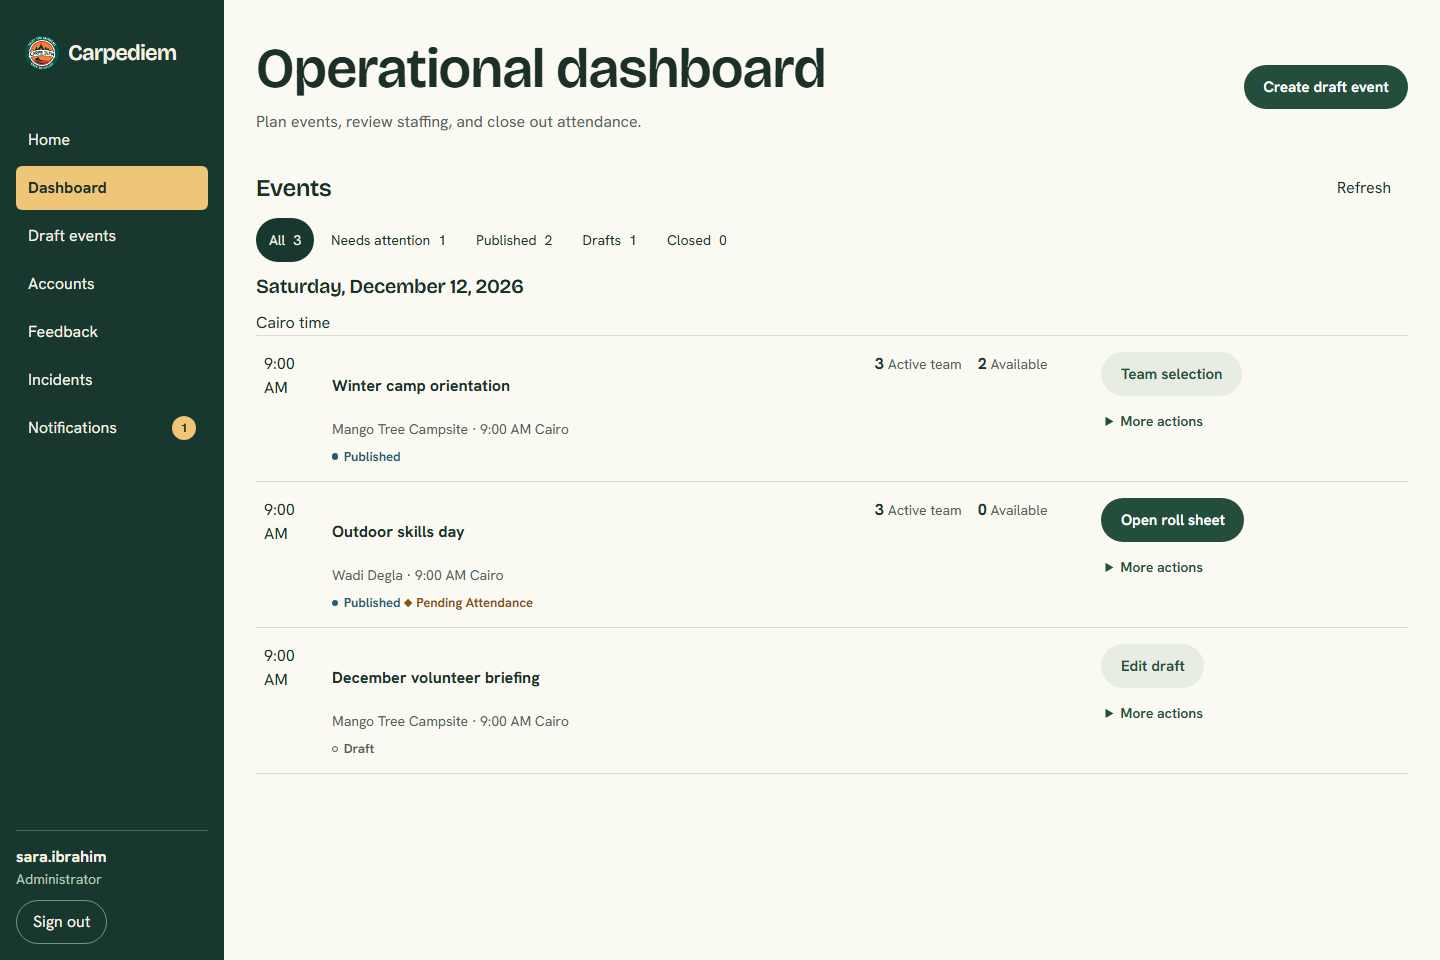 Carpediem
Home
Dashboard
Draft events
Accounts
Feedback
Incidents
Notifications 1
sara.ibrahim
Administrator
Sign out
Operational dashboard
Plan events, review staffing, and close out attendance.
Create draft event
Events
Refresh
All 3 Needs attention 1 Published 2 Drafts 1 Closed 0
Saturday, December 12, 2026
Cairo time
9:00
AM
Winter camp orientation
Mango Tree Campsite · 9:00 AM Cairo
Published
3 Active team 2 Available
Team selection
More actions
9:00
AM
Outdoor skills day
Wadi Degla · 9:00 AM Cairo
Published Pending Attendance
3 Active team 0 Available
Open roll sheet
More actions
9:00
AM
December volunteer briefing
Mango Tree Campsite · 9:00 AM Cairo
Draft
Edit draft
More actions